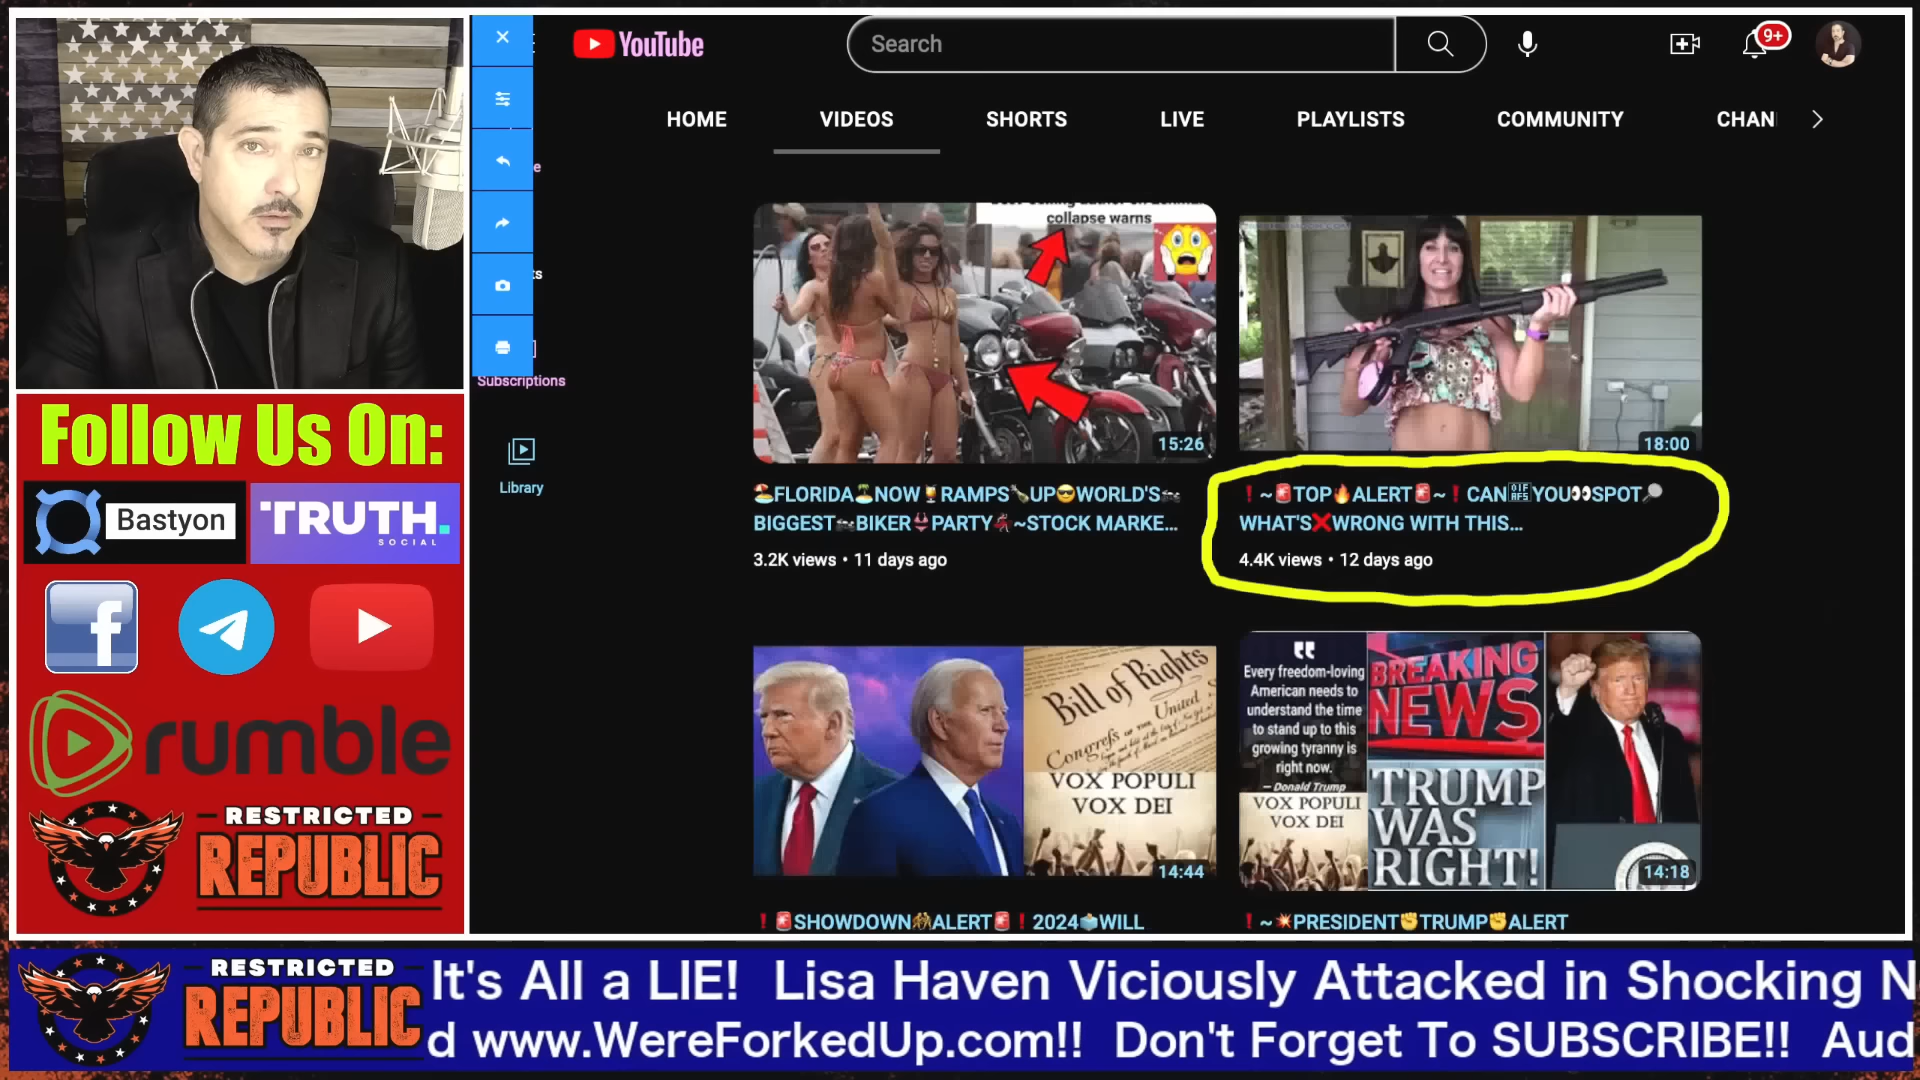 YouTube
Search
9+
HOME
VIDEOS
SHORTS
LIVE
PLAYLISTS
COMMUNITY
CHAN
Subscriptions
Library
collapse warns
15:26
18:00
🏖️FLORIDA🏝️NOW🍹RAMPS🍾UP😎WORLD'S🏍️
BIGGEST🏍️BIKER👙PARTY💃~STOCK MARKE...
3.2K views • 11 days ago
❗~🚨TOP🔥ALERT🚨~❗CAN YOU👀SPOT🔎
WHAT'S❌WRONG WITH THIS...
4.4K views • 12 days ago
Bill of Rights
Congress OF THE United
VOX POPULI
VOX DEI
14:44
Every freedom-loving
American needs to
understand the time
to stand up to this
growing tyranny is
right now.
— Donald Trump
VOX POPULI
VOX DEI
BREAKING
NEWS
TRUMP
WAS
RIGHT!
14:18
❗🚨SHOWDOWN🤼ALERT🚨❗2024🗳️WILL
❗~💥PRESIDENT✊TRUMP✊ALERT
Follow Us On:
Bastyon
TRUTH.
SOCIAL
f
rumble
RESTRICTED
REPUBLIC
RESTRICTED
REPUBLIC
It's All a LIE! Lisa Haven Viciously Attacked in Shocking N
d www.WereForkedUp.com!! Don't Forget To SUBSCRIBE!! Aud